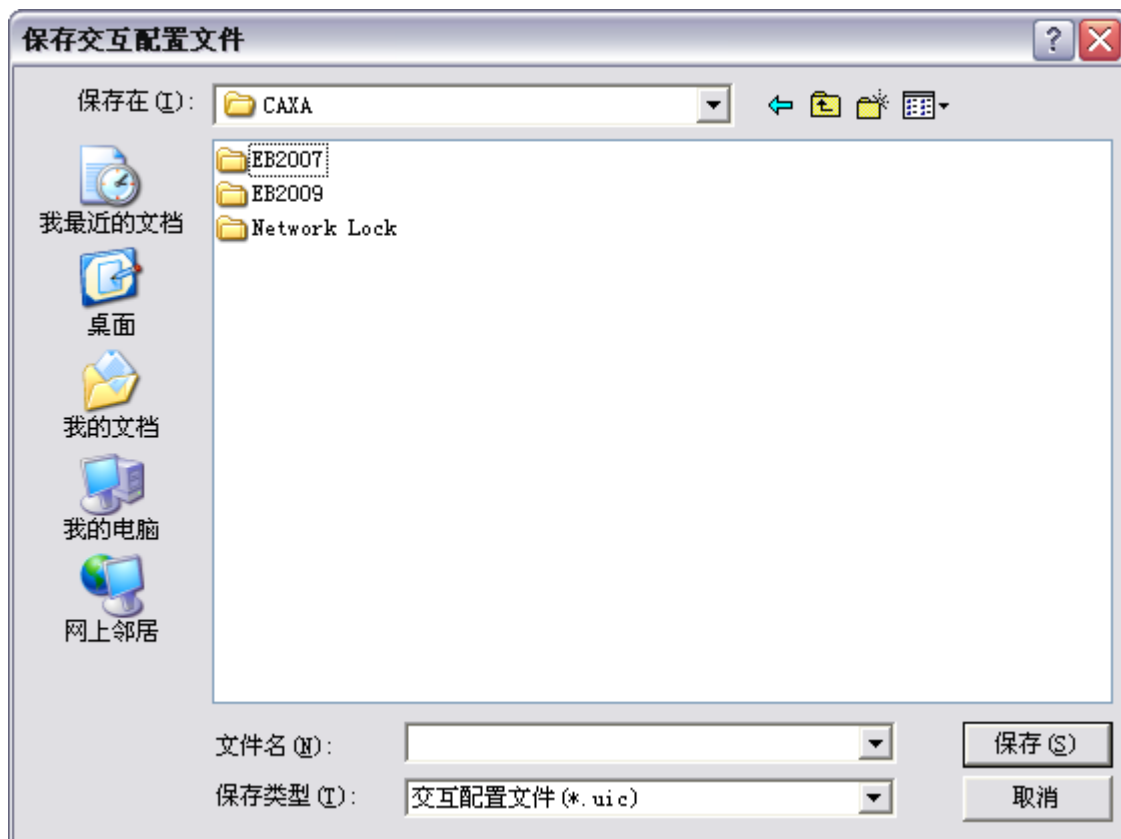 保存交互配置文件
保存在(I): CAXA
EB2007
EB2009
Network Lock
我最近的文档
桌面
我的文档
我的电脑
网上邻居
文件名(N): 保存(S)
保存类型(T): 交互配置文件(*.uic) 取消